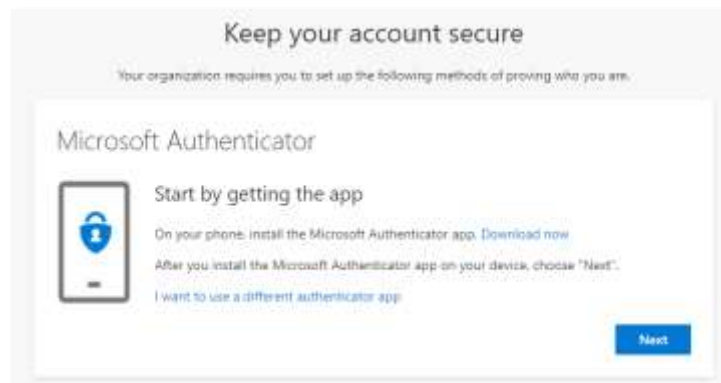 Keep your account secure
Your organization requires you to set up the following methods of proving who you are.
Microsoft Authenticator
Start by getting the app
On your phone, install the Microsoft Authenticator app. Download now
After you install the Microsoft Authenticator app on your device, choose "Next".
I want to use a different authenticator app
Next